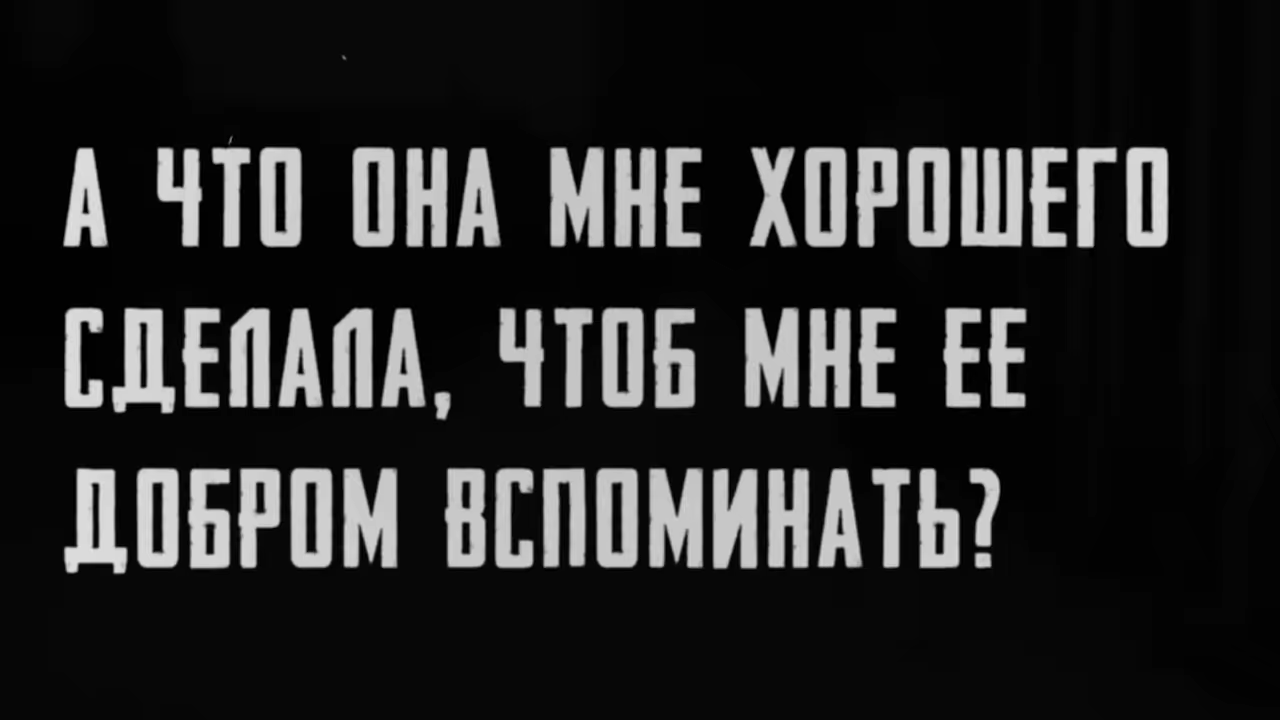 А ЧТО ОНА МНЕ ХОРОШЕГО
СДЕЛАЛА, ЧТОБ МНЕ ЕЕ
ДОБРОМ ВСПОМИНАТЬ?